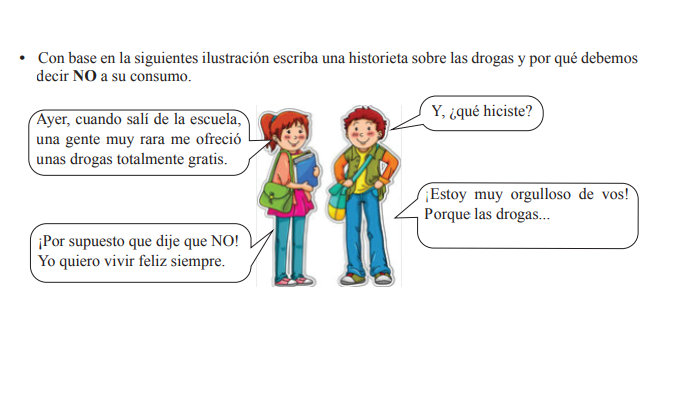 • Con base en la siguientes ilustración escriba una historieta sobre las drogas y por qué debemos
decir NO a su consumo.
Ayer, cuando salí de la escuela,
una gente muy rara me ofreció
unas drogas totalmente gratis.
Y, ¿qué hiciste?
¡Por supuesto que dije que NO!
Yo quiero vivir feliz siempre.
¡Estoy muy orgulloso de vos!
Porque las drogas...